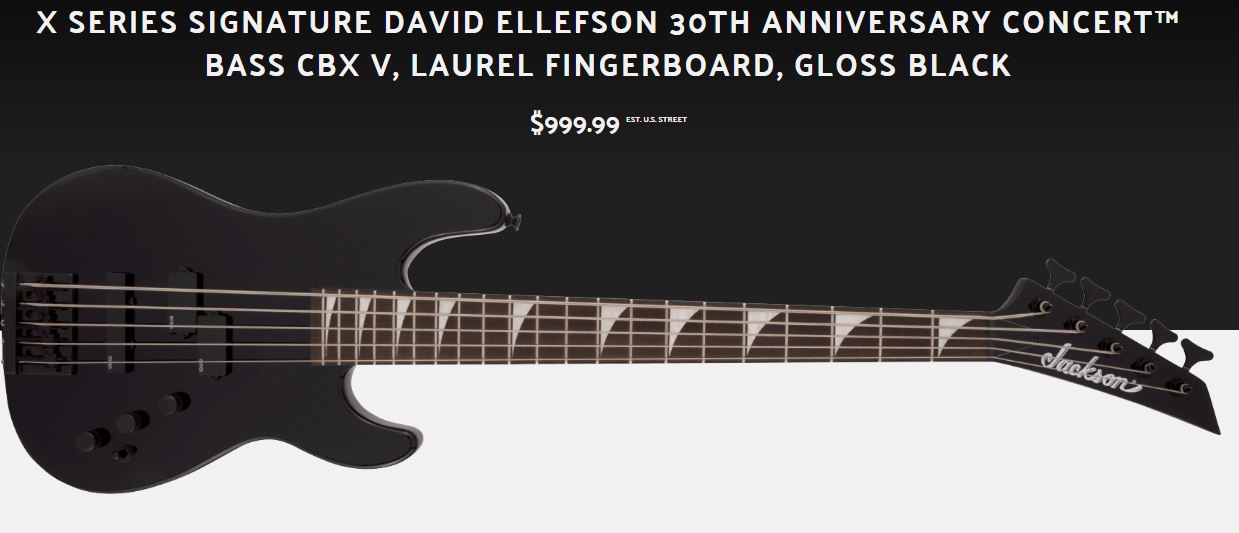 X SERIES SIGNATURE DAVID ELLEFSON 30TH ANNIVERSARY CONCERT™
BASS CBX V, LAUREL FINGERBOARD, GLOSS BLACK
$999.99 EST. U.S. STREET
Jackson